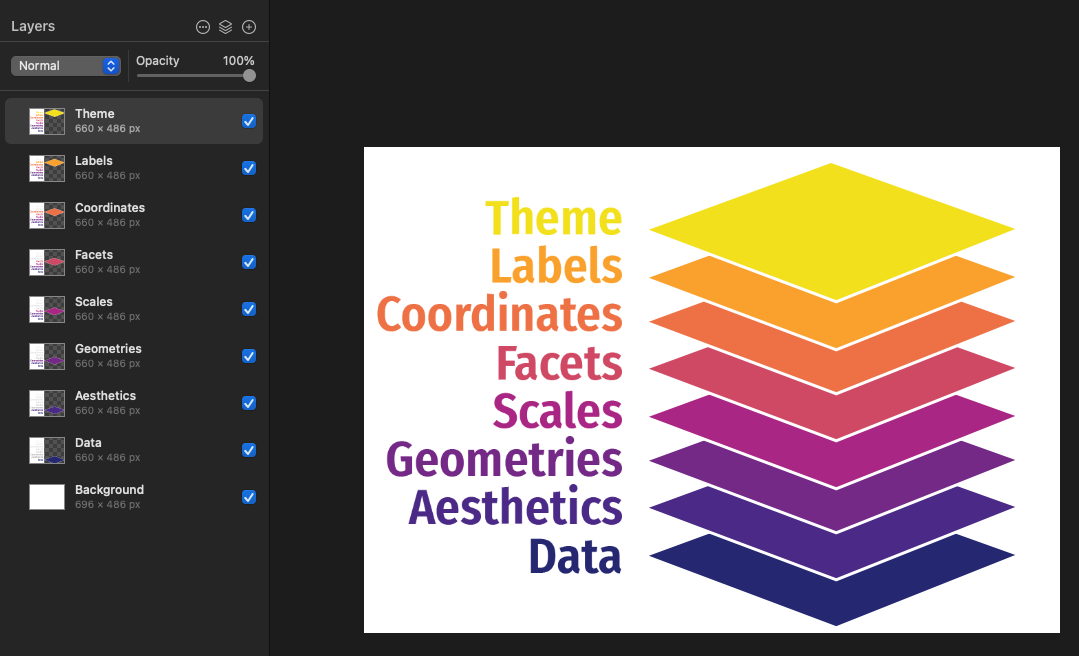 Layers
Normal
Opacity 100%
Theme
660 × 486 px
Labels
660 × 486 px
Coordinates
660 × 486 px
Facets
660 × 486 px
Scales
660 × 486 px
Geometries
660 × 486 px
Aesthetics
660 × 486 px
Data
660 × 486 px
Background
696 × 486 px
Theme
Labels
Coordinates
Facets
Scales
Geometries
Aesthetics
Data